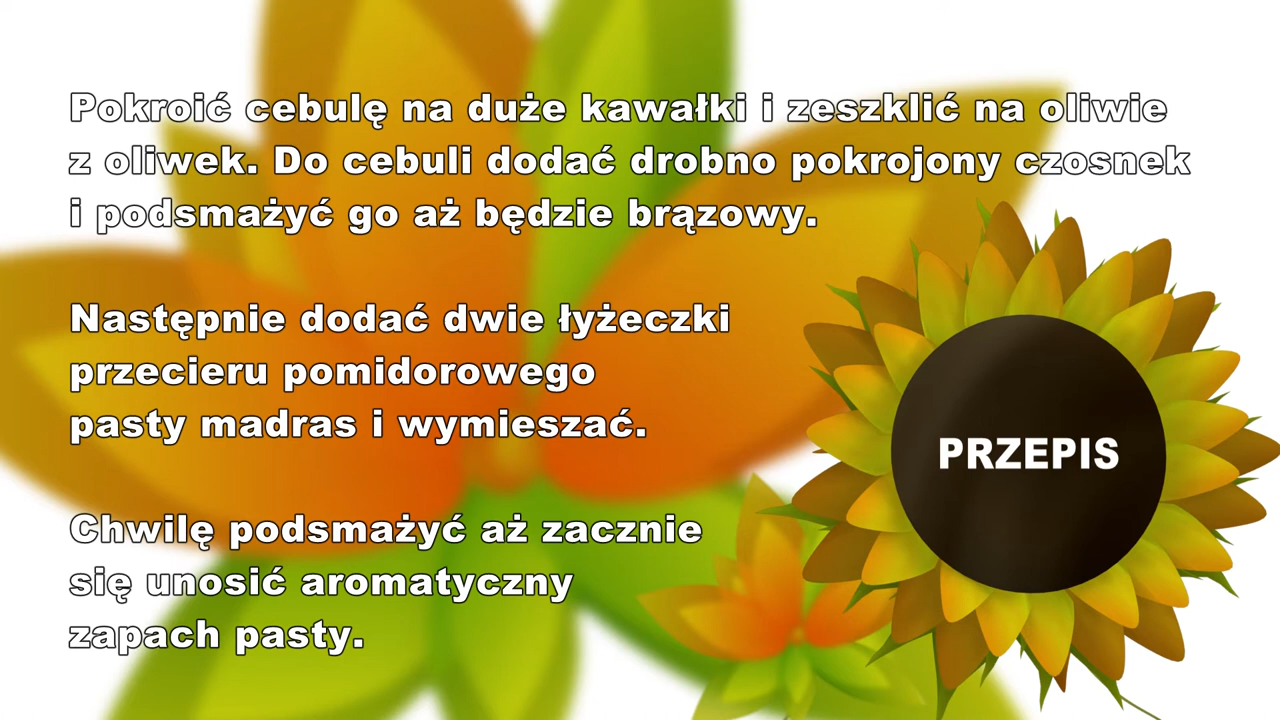 Pokroić cebulę na duże kawałki i zeszklić na oliwie
z oliwek. Do cebuli dodać drobno pokrojony czosnek
i podsmażyć go aż będzie brązowy.
Następnie dodać dwie łyżeczki
przecieru pomidorowego
pasty madras i wymieszać.
PRZEPIS
Chwilę podsmażyć aż zacznie
się unosić aromatyczny
zapach pasty.